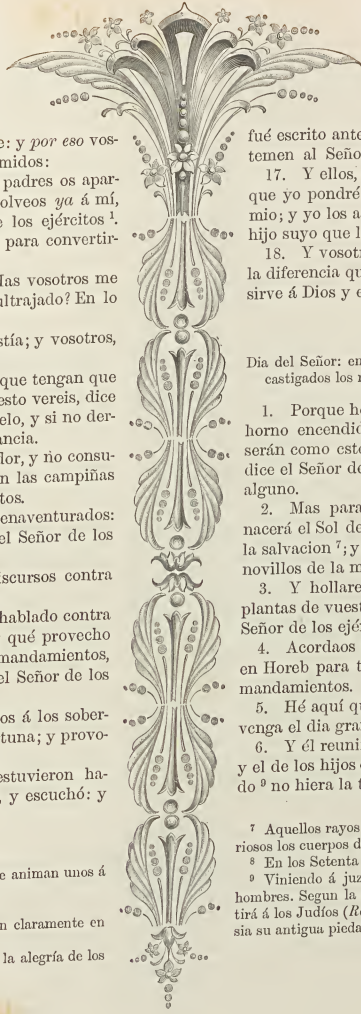 e: y por eso vos-
midos:
padres os apar-
olveos ya á mí,
e los ejércitos ¹.
para convertir-
Mas vosotros me
ultrajado? En lo
stía; y vosotros,
que tengan que
esto vereis, dice
elo, y si no der-
ancia.
lor, y no consu-
n las campiñas
tos.
enaventurados:
el Señor de los
iscursos contra
hablado contra
qué provecho
mandamientos,
el Señor de los
os á los sober-
tuna; y provo-
estuvieron ha-
, y escuchó: y
e animan unos á
n claramente en
la alegría de los
fué escrito ante
temen al Señor
17. Y ellos,
que yo pondré
mio; y yo los a
hijo suyo que l
18. Y vosotr
la diferencia qu
sirve á Dios y e
Dia del Señor: en
castigados los m
1. Porque he
horno encendid
serán como esto
dice el Señor de
alguno.
2. Mas para
nacerá el Sol de
la salvacion ⁷; y
novillos de la m
3. Y hollare
plantas de vuest
Señor de los ejér
4. Acordaos
en Horeb para t
mandamientos.
5. Hé aquí qu
venga el dia gran
6. Y él reuni
y el de los hijos
do ⁹ no hiera la t
⁷ Aquellos rayos
riosos los cuerpos d
⁸ En los Setenta
⁹ Viniendo á juz
hombres. Segun la
tirá á los Judíos (Ro
sia su antigua pieda